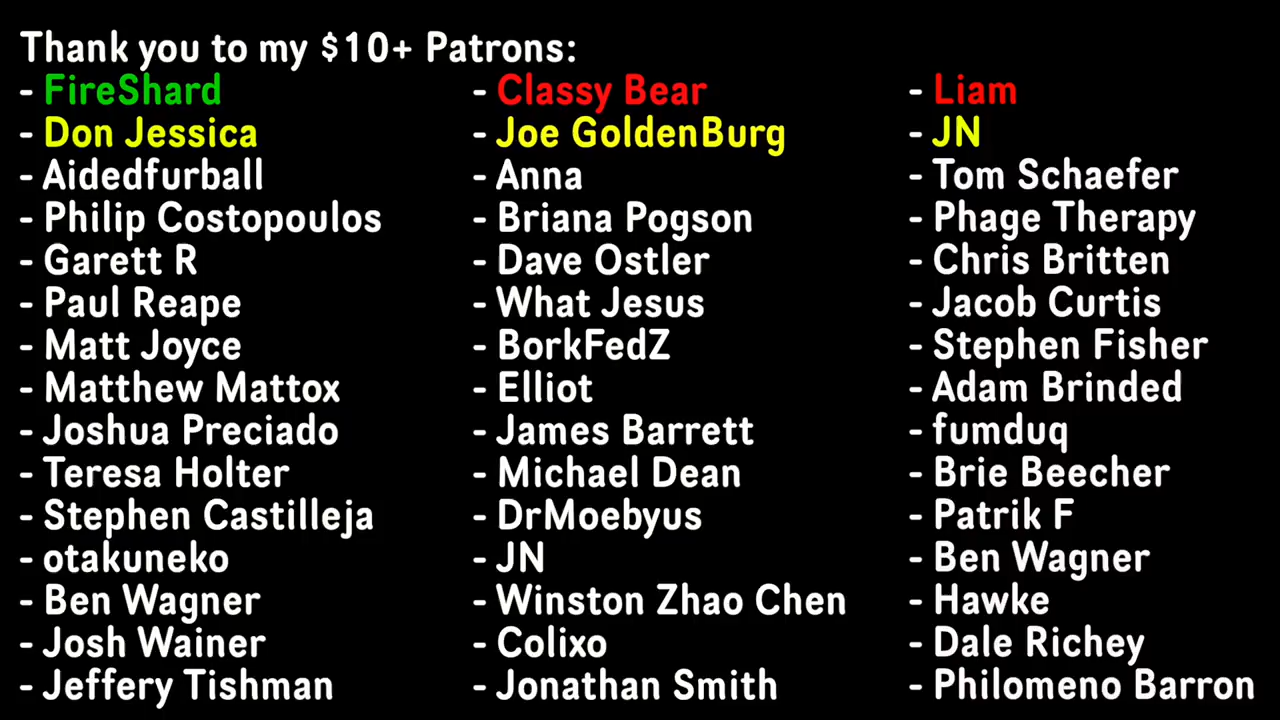 Thank you to my $10+ Patrons:
- FireShard - Classy Bear - Liam
- Don Jessica - Joe GoldenBurg - JN
- Aidedfurball - Anna - Tom Schaefer
- Philip Costopoulos - Briana Pogson - Phage Therapy
- Garett R - Dave Ostler - Chris Britten
- Paul Reape - What Jesus - Jacob Curtis
- Matt Joyce - BorkFedZ - Stephen Fisher
- Matthew Mattox - Elliot - Adam Brinded
- Joshua Preciado - James Barrett - fumduq
- Teresa Holter - Michael Dean - Brie Beecher
- Stephen Castilleja - DrMoebyus - Patrik F
- otakuneko - JN - Ben Wagner
- Ben Wagner - Winston Zhao Chen - Hawke
- Josh Wainer - Colixo - Dale Richey
- Jeffery Tishman - Jonathan Smith - Philomeno Barron